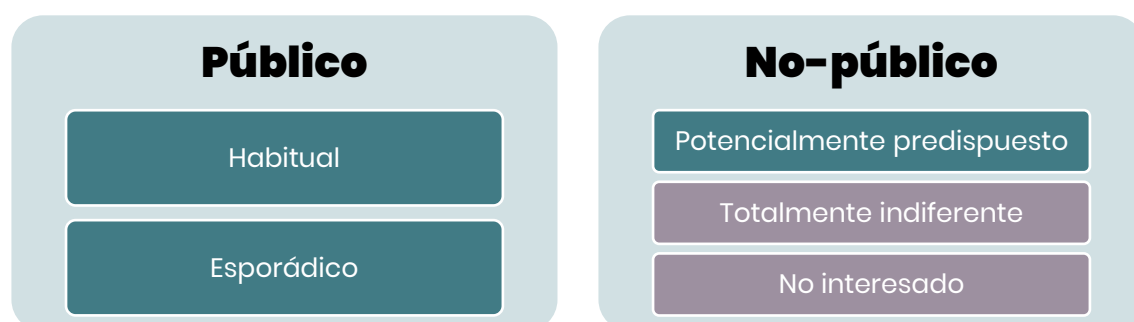 Público
Habitual
Esporádico
No-público
Potencialmente predispuesto
Totalmente indiferente
No interesado